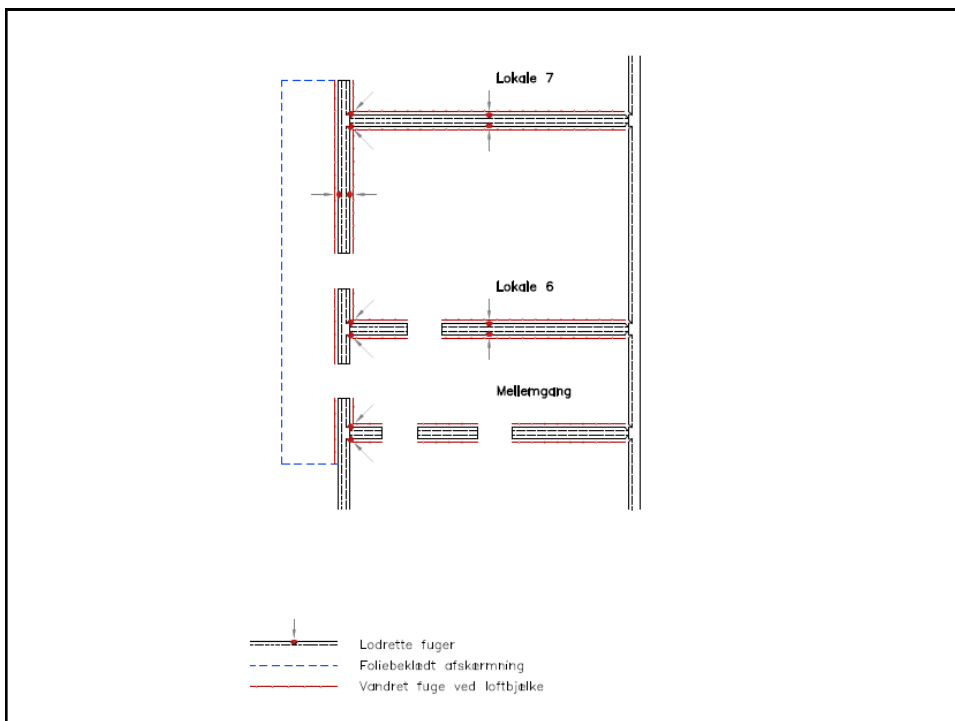 Lokale 7
Lokale 6
Mellemgang
Lodrette fuger
Foliebeklædt afskærmning
Vandret fuge ved loftbjælke